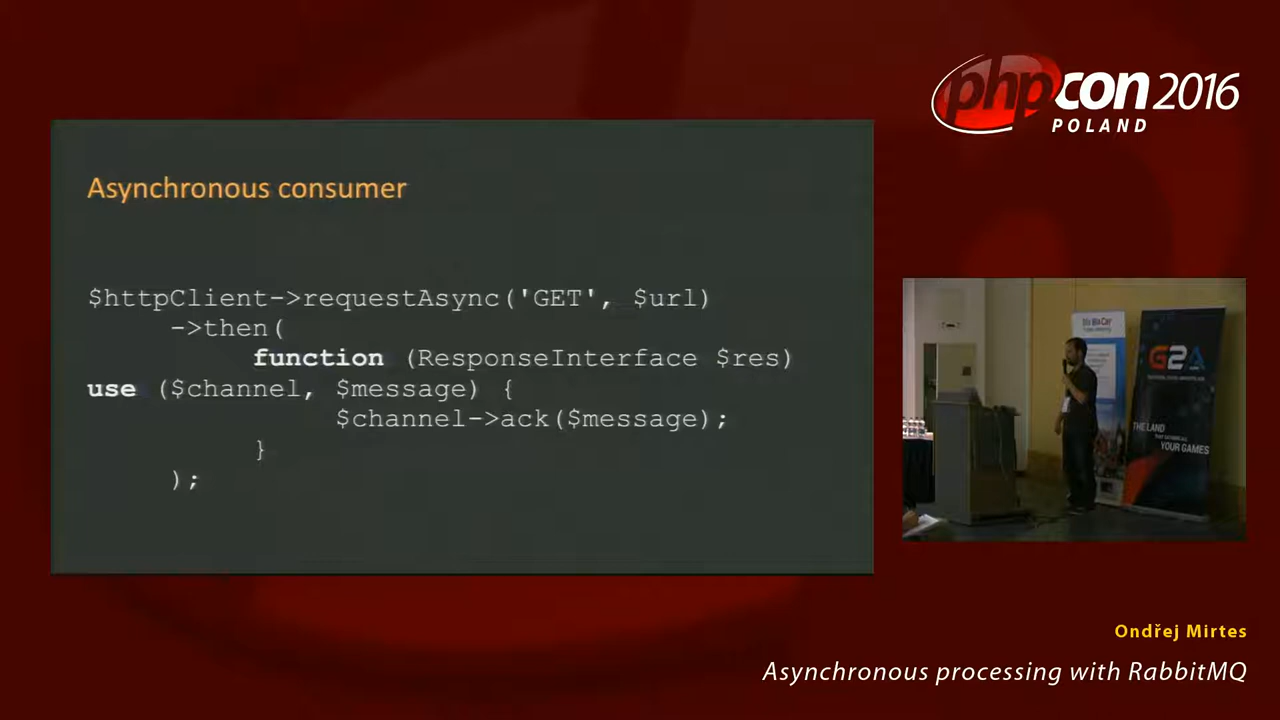 phpcon 2016
POLAND
Asynchronous consumer
$httpClient->requestAsync('GET', $url)
->then(
function (ResponseInterface $res)
use ($channel, $message) {
$channel->ack($message);
}
);
G2A
THE LAND
YOUR GAMES
Ondřej Mirtes
Asynchronous processing with RabbitMQ